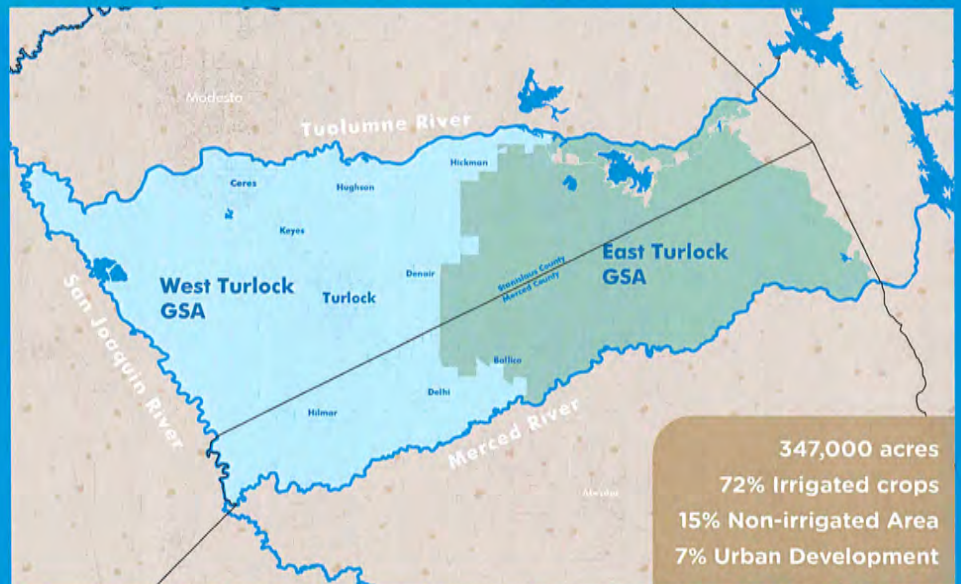 Modesto
Tuolumne River
Hickman
Ceres
Hughson
Keyes
Denair
Stanislaus County
Merced County
East Turlock
GSA
West Turlock
GSA
Turlock
San Joaquin River
Ballico
Delhi
Hilmar
Merced River
Atwater
347,000 acres
72% Irrigated crops
15% Non-irrigated Area
7% Urban Development